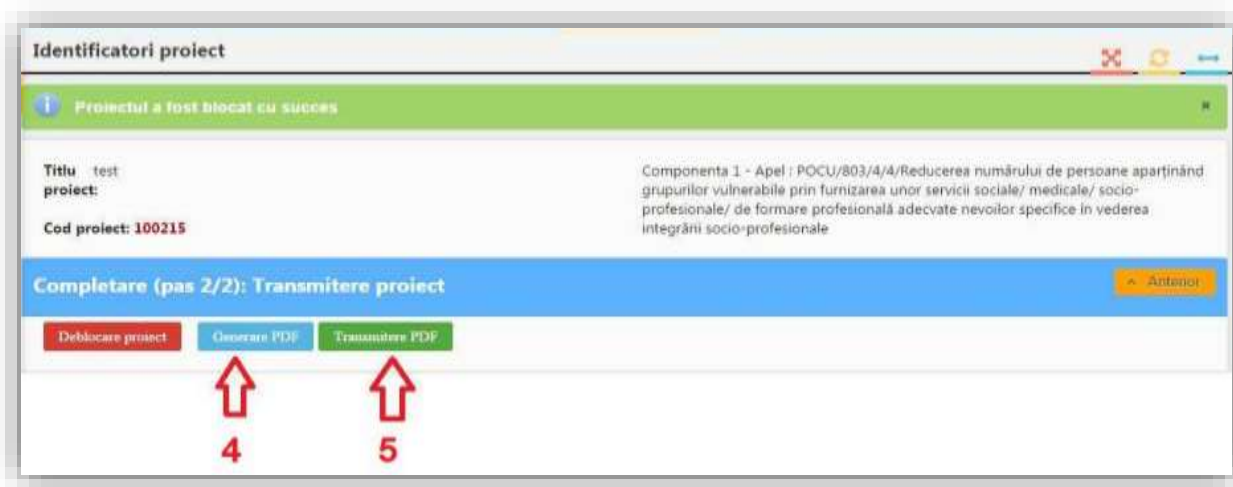 Identificatori proiect
Proiectul a fost blocat cu succes
Titlu test
proiect:
Cod proiect: 100215
Componenta 1 - Apel : POCU/803/4/4/Reducerea numărului de persoane aparținând
grupurilor vulnerabile prin furnizarea unor servicii sociale/ medicale/ socio-
profesionale/ de formare profesională adecvate nevoilor specifice în vederea
integrării socio-profesionale
Completare (pas 2/2): Transmitere proiect
Anterior
Deblocare proiect Generare PDF Transmitere PDF
4 5